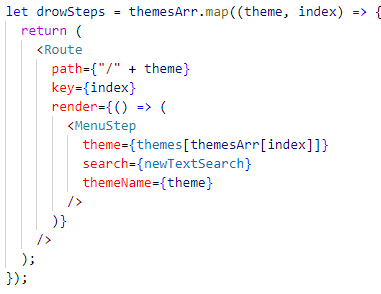 let drowSteps = themesArr.map((theme, index) => {
  return (
    <Route
      path={"/" + theme}
      key={index}
      render={() => (
        <MenuStep
          theme={themes[themesArr[index]]}
          search={newTextSearch}
          themeName={theme}
        />
      )}
    />
  );
});